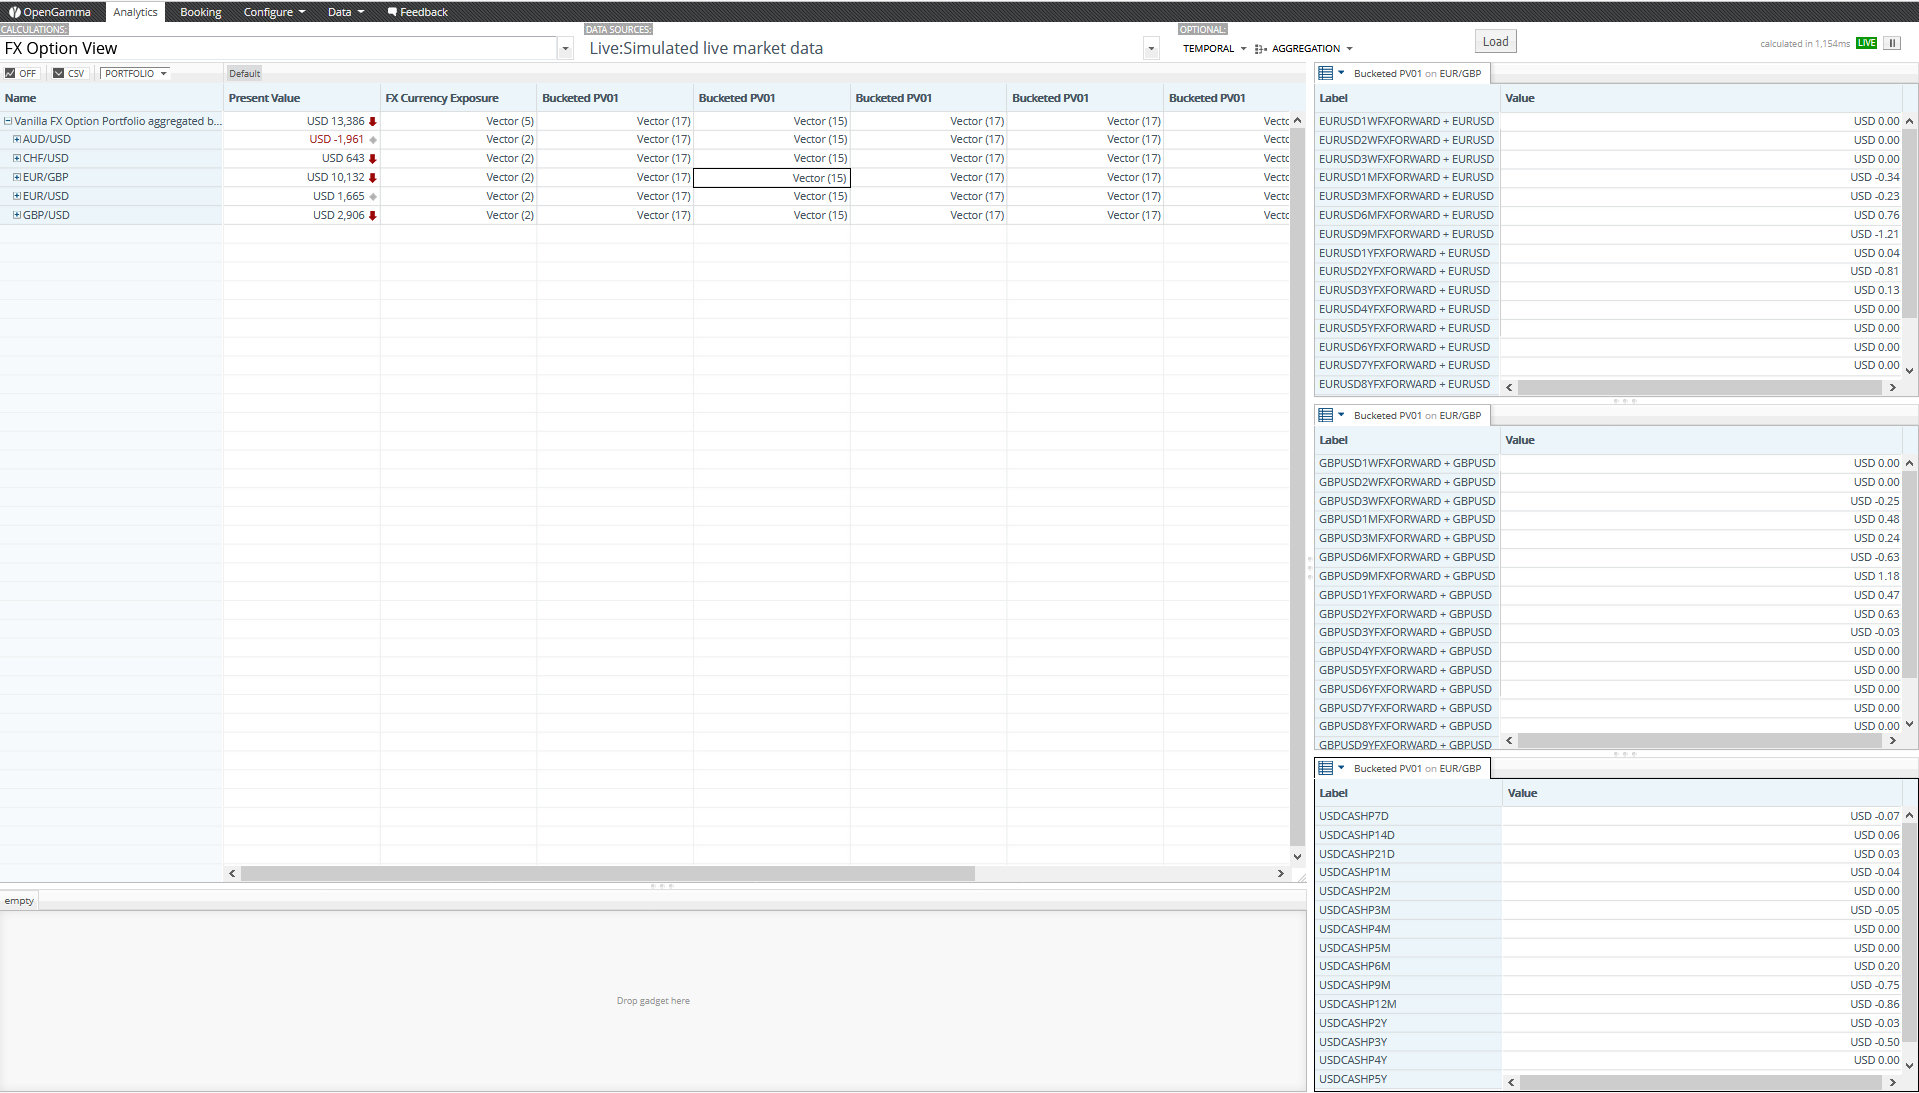 OpenGamma Analytics Booking Configure Data Feedback
CALCULATIONS: DATA SOURCES: OPTIONAL:
FX Option View Live:Simulated live market data TEMPORAL AGGREGATION Load calculated in 1,154ms LIVE
OFF CSV PORTFOLIO Default
Name Present Value FX Currency Exposure Bucketed PV01 Bucketed PV01 Bucketed PV01 Bucketed PV01 Bucketed PV01
Vanilla FX Option Portfolio aggregated b... USD 13,386 Vector (5) Vector (17) Vector (15) Vector (17) Vector (17) Vectc
AUD/USD USD -1,961 Vector (2) Vector (17) Vector (15) Vector (17) Vector (17) Vectc
CHF/USD USD 643 Vector (2) Vector (17) Vector (15) Vector (17) Vector (17) Vectc
EUR/GBP USD 10,132 Vector (2) Vector (17) Vector (15) Vector (17) Vector (17) Vectc
EUR/USD USD 1,665 Vector (2) Vector (17) Vector (15) Vector (17) Vector (17) Vectc
GBP/USD USD 2,906 Vector (2) Vector (17) Vector (15) Vector (17) Vector (17) Vectc
empty
Drop gadget here
Bucketed PV01 on EUR/GBP
Label Value
EURUSD1WFXFORWARD + EURUSD USD 0.00
EURUSD2WFXFORWARD + EURUSD USD 0.00
EURUSD3WFXFORWARD + EURUSD USD 0.00
EURUSD1MFXFORWARD + EURUSD USD -0.34
EURUSD3MFXFORWARD + EURUSD USD -0.23
EURUSD6MFXFORWARD + EURUSD USD 0.76
EURUSD9MFXFORWARD + EURUSD USD -1.21
EURUSD1YFXFORWARD + EURUSD USD 0.04
EURUSD2YFXFORWARD + EURUSD USD -0.81
EURUSD3YFXFORWARD + EURUSD USD 0.13
EURUSD4YFXFORWARD + EURUSD USD 0.00
EURUSD5YFXFORWARD + EURUSD USD 0.00
EURUSD6YFXFORWARD + EURUSD USD 0.00
EURUSD7YFXFORWARD + EURUSD USD 0.00
EURUSD8YFXFORWARD + EURUSD
Bucketed PV01 on EUR/GBP
Label Value
GBPUSD1WFXFORWARD + GBPUSD USD 0.00
GBPUSD2WFXFORWARD + GBPUSD USD 0.00
GBPUSD3WFXFORWARD + GBPUSD USD -0.25
GBPUSD1MFXFORWARD + GBPUSD USD 0.48
GBPUSD3MFXFORWARD + GBPUSD USD 0.24
GBPUSD6MFXFORWARD + GBPUSD USD -0.63
GBPUSD9MFXFORWARD + GBPUSD USD 1.18
GBPUSD1YFXFORWARD + GBPUSD USD 0.47
GBPUSD2YFXFORWARD + GBPUSD USD 0.63
GBPUSD3YFXFORWARD + GBPUSD USD -0.03
GBPUSD4YFXFORWARD + GBPUSD USD 0.00
GBPUSD5YFXFORWARD + GBPUSD USD 0.00
GBPUSD6YFXFORWARD + GBPUSD USD 0.00
GBPUSD7YFXFORWARD + GBPUSD USD 0.00
GBPUSD8YFXFORWARD + GBPUSD USD 0.00
GBPUSD9YFXFORWARD + GBPUSD
Bucketed PV01 on EUR/GBP
Label Value
USDCASHP7D USD -0.07
USDCASHP14D USD 0.06
USDCASHP21D USD 0.03
USDCASHP1M USD -0.04
USDCASHP2M USD 0.00
USDCASHP3M USD -0.05
USDCASHP4M USD 0.00
USDCASHP5M USD 0.00
USDCASHP6M USD 0.20
USDCASHP9M USD -0.75
USDCASHP12M USD -0.86
USDCASHP2Y USD -0.03
USDCASHP3Y USD -0.50
USDCASHP4Y USD 0.00
USDCASHP5Y